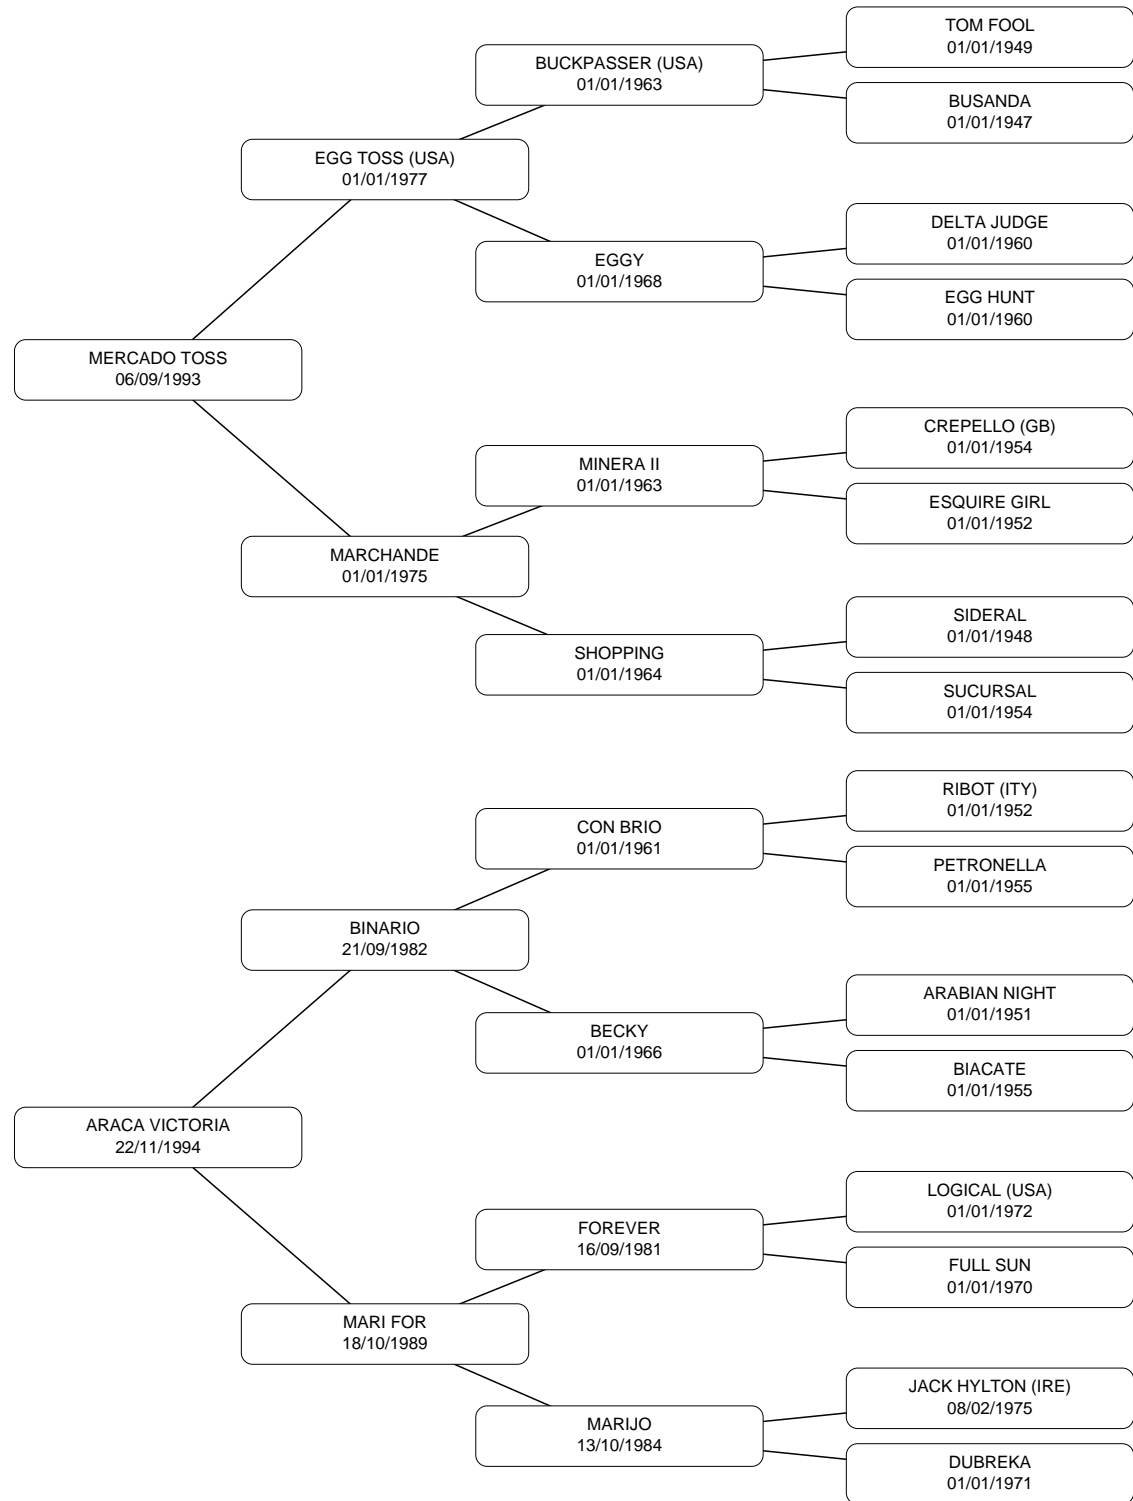 TOM FOOL
01/01/1949
BUCKPASSER (USA)
01/01/1963
BUSANDA
01/01/1947
EGG TOSS (USA)
01/01/1977
DELTA JUDGE
01/01/1960
EGGY
01/01/1968
EGG HUNT
01/01/1960
MERCADO TOSS
06/09/1993
CREPELLO (GB)
01/01/1954
MINERA II
01/01/1963
ESQUIRE GIRL
01/01/1952
MARCHANDE
01/01/1975
SIDERAL
01/01/1948
SHOPPING
01/01/1964
SUCURSAL
01/01/1954
RIBOT (ITY)
01/01/1952
CON BRIO
01/01/1961
PETRONELLA
01/01/1955
BINARIO
21/09/1982
ARABIAN NIGHT
01/01/1951
BECKY
01/01/1966
BIACATE
01/01/1955
ARACA VICTORIA
22/11/1994
LOGICAL (USA)
01/01/1972
FOREVER
16/09/1981
FULL SUN
01/01/1970
MARI FOR
18/10/1989
JACK HYLTON (IRE)
08/02/1975
MARIJO
13/10/1984
DUBREKA
01/01/1971